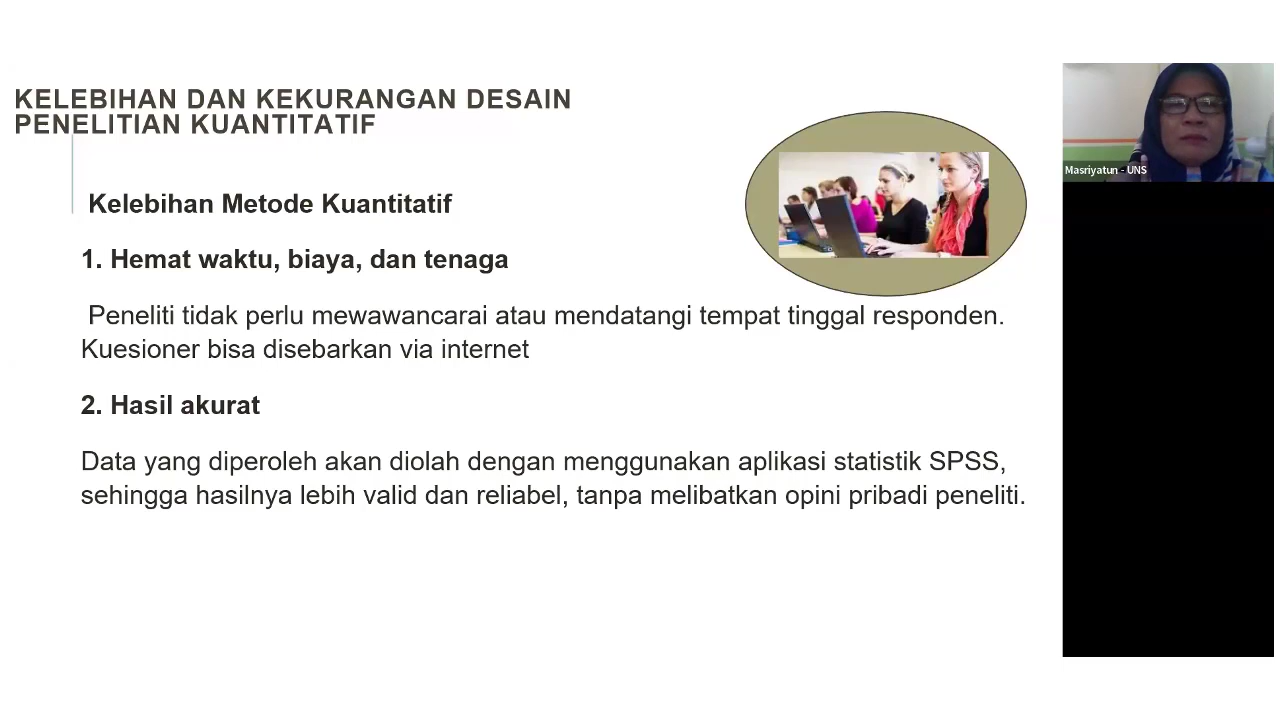 KELEBIHAN DAN KEKURANGAN DESAIN
PENELITIAN KUANTITATIF
Kelebihan Metode Kuantitatif
1. Hemat waktu, biaya, dan tenaga
Peneliti tidak perlu mewawancarai atau mendatangi tempat tinggal responden.
Kuesioner bisa disebarkan via internet
2. Hasil akurat
Data yang diperoleh akan diolah dengan menggunakan aplikasi statistik SPSS,
sehingga hasilnya lebih valid dan reliabel, tanpa melibatkan opini pribadi peneliti.
Masriyatun - UNS